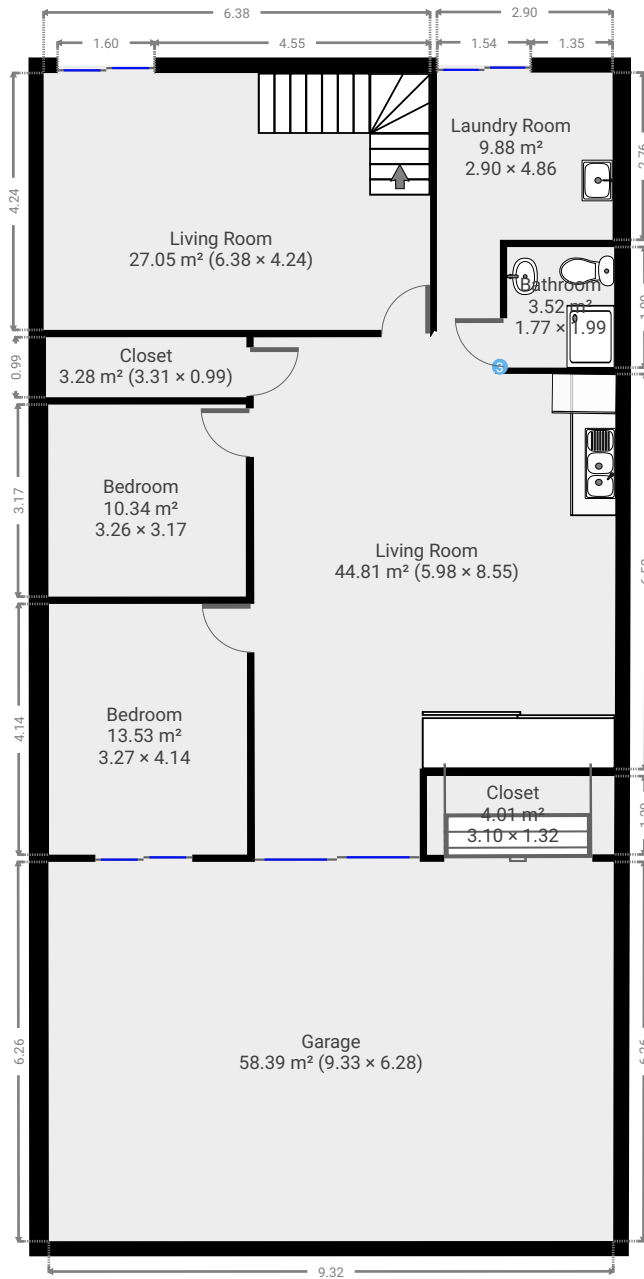 6.38
2.90
1.60
4.55
1.54
1.35
Laundry Room
9.88 m²
2.90 × 4.86
2.76
4.24
Living Room
27.05 m² (6.38 × 4.24)
Bathroom
3.52 m²
1.77 × 1.99
1.99
Closet
3.28 m² (3.31 × 0.99)
0.99
3
Bedroom
10.34 m²
3.26 × 3.17
3.17
Living Room
44.81 m² (5.98 × 8.55)
Bedroom
13.53 m²
3.27 × 4.14
4.14
Closet
4.01 m²
3.10 × 1.32
Garage
58.39 m² (9.33 × 6.28)
6.26
6.26
9.32